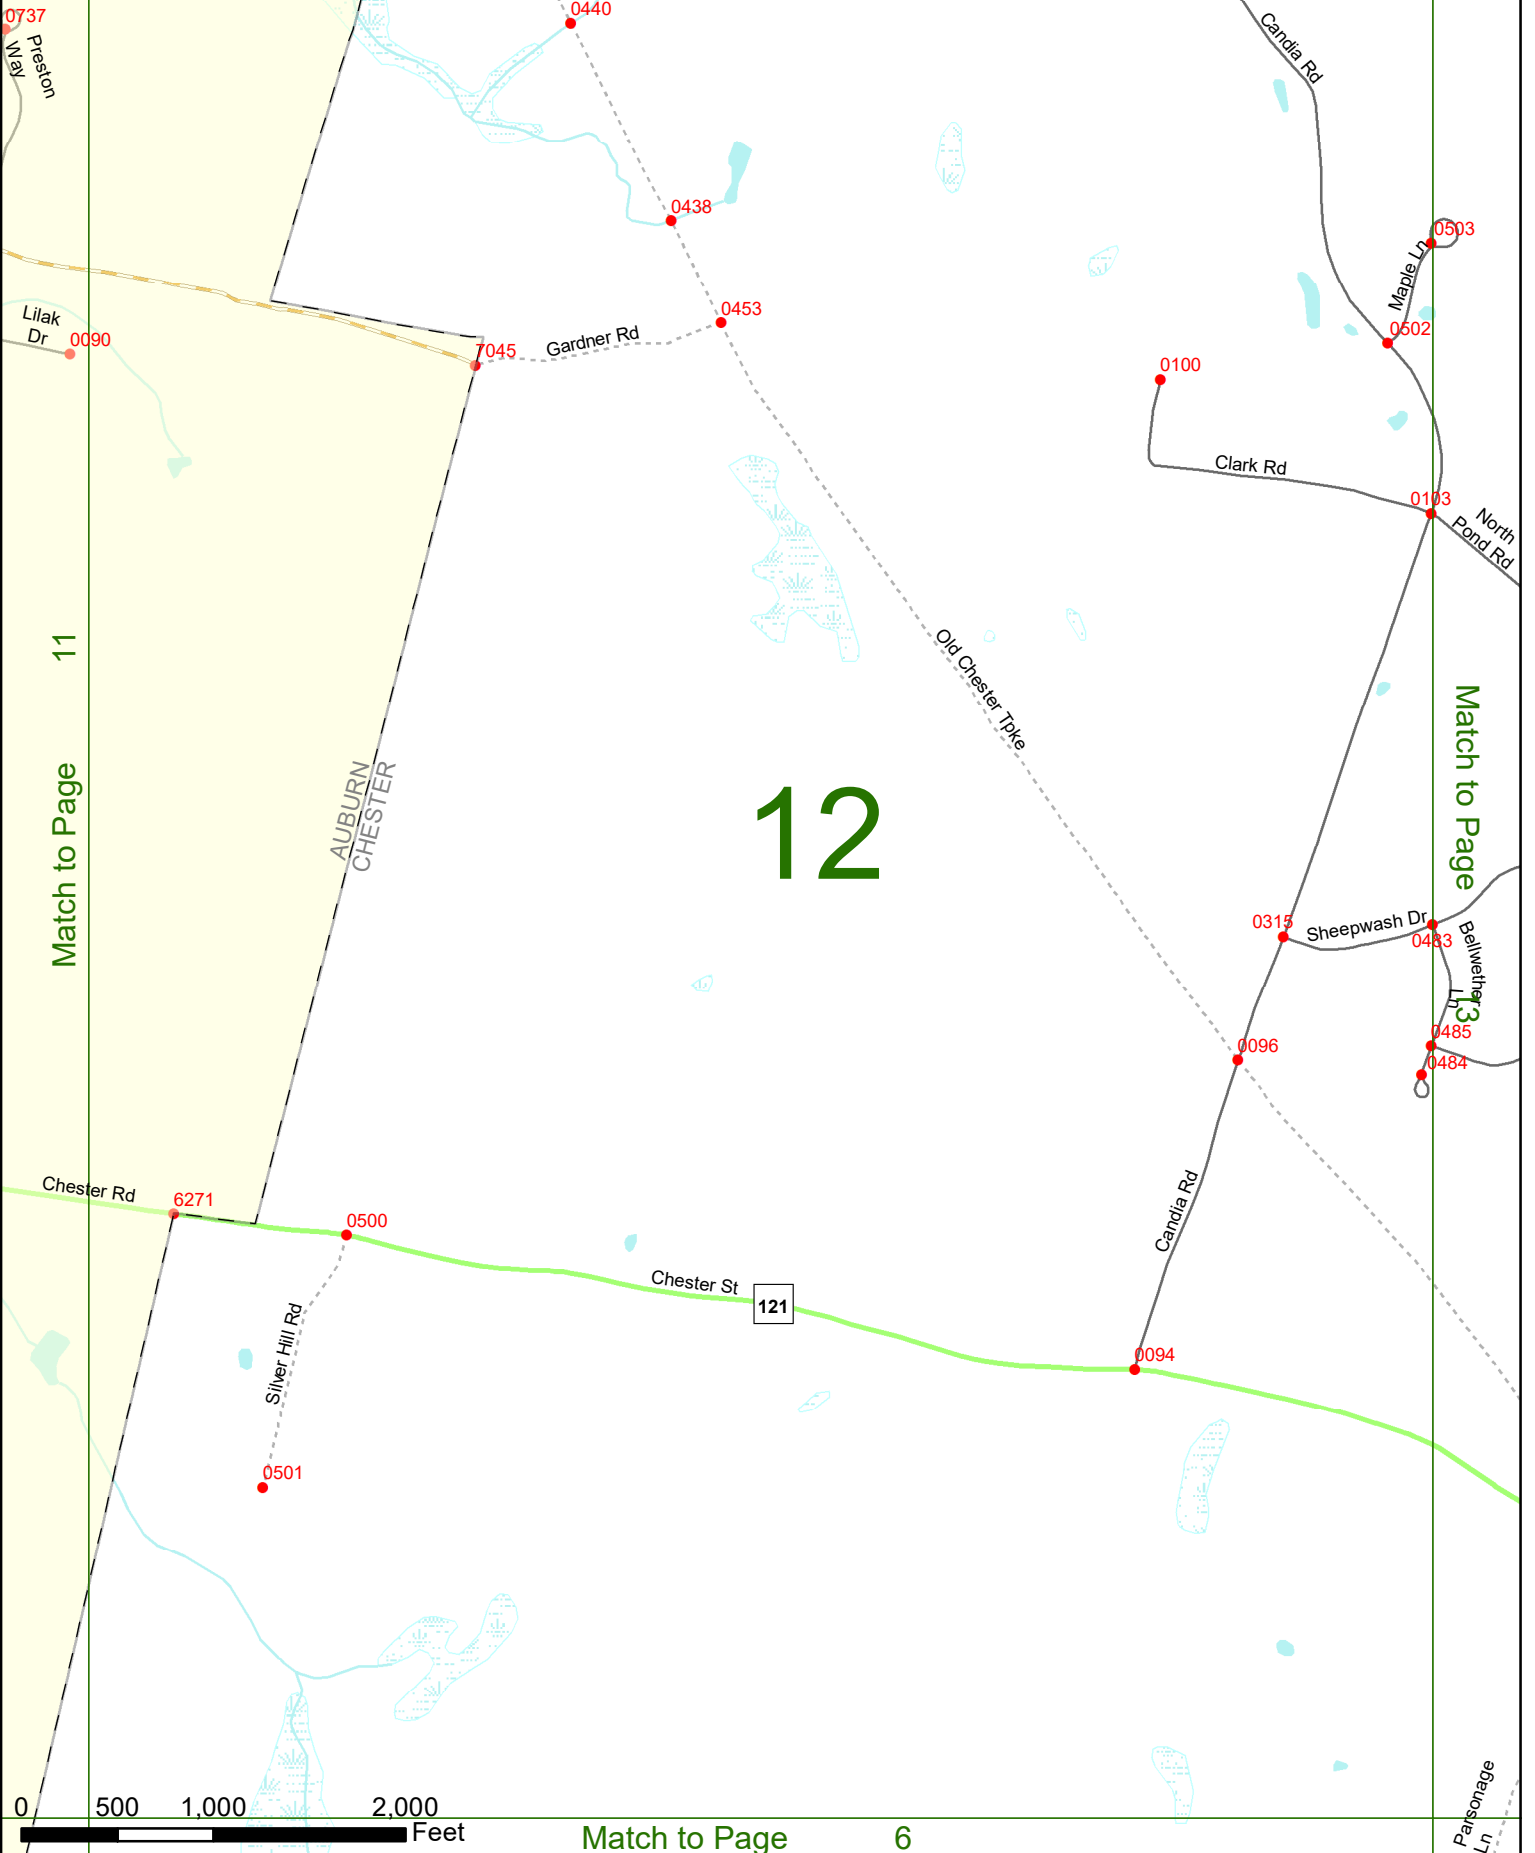 0737
Preston
Way
0440
Candia Rd
0438
0503
Maple Ln
0453
Gardner Rd
7045
Lilak
Dr
0090
0502
0100
Clark Rd
0103
North
Pond Rd
11
Match to Page
Old Chester Tpke
Match to Page
13
AUBURN
CHESTER
12
0315
Sheepwash Dr
0483
Bellwether
Ln
0485
0484
0096
Candia Rd
Chester Rd
6271
0500
Chester St
121
Silver Hill Rd
0094
0501
Parsonage
Ln
0 500 1,000 2,000
Feet
Match to Page 6